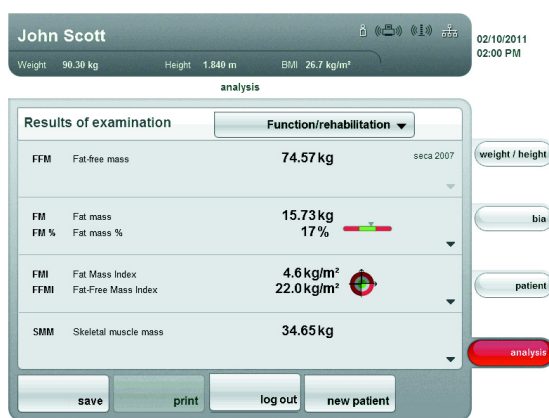 John Scott
Weight 90.30 kg Height 1.840 m BMI 26.7 kg/m²
02/10/2011
02:00 PM
analysis
Results of examination Function/rehabilitation
FFM Fat-free mass 74.57 kg seca 2007
FM Fat mass 15.73 kg
FM % Fat mass % 17%
FMI Fat Mass Index 4.6 kg/m²
FFMI Fat-Free Mass Index 22.0 kg/m²
SMM Skeletal muscle mass 34.65 kg
weight / height
bia
patient
analysis
save print log out new patient